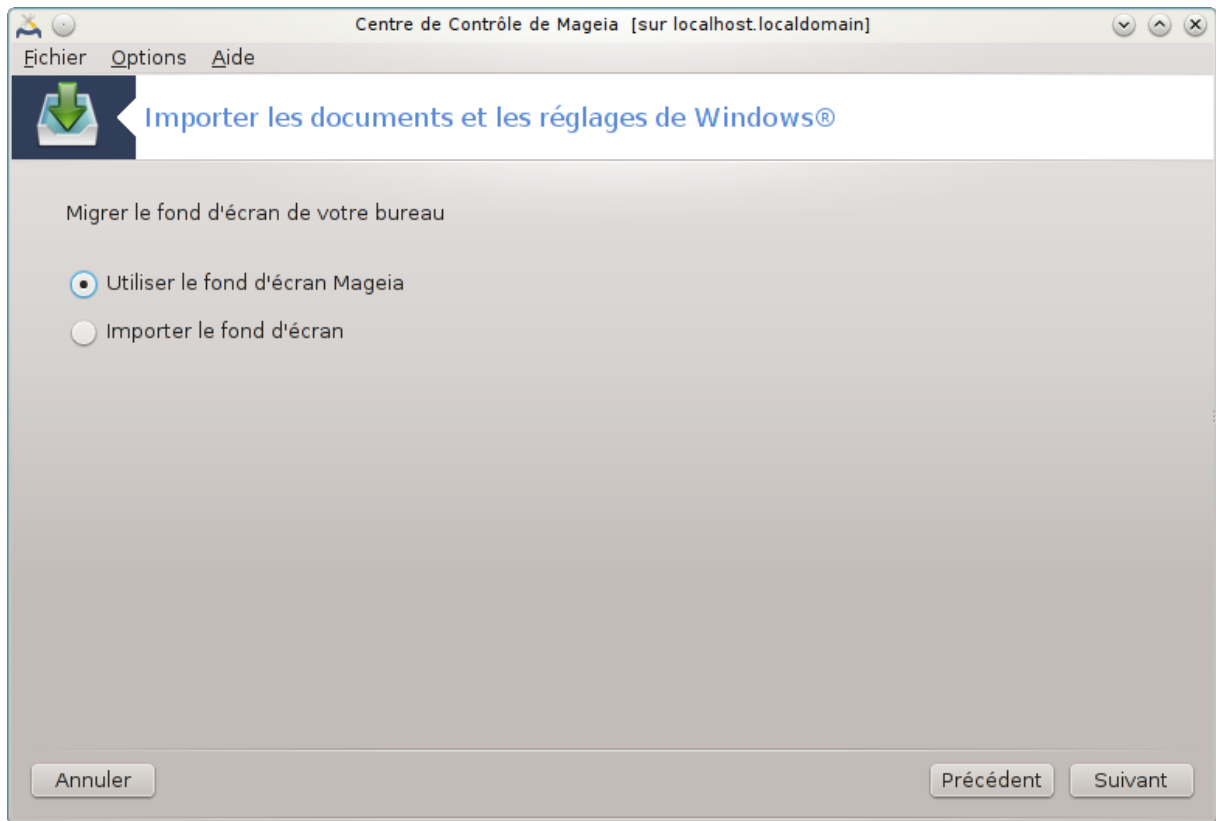 Centre de Contrôle de Mageia [sur localhost.localdomain]
Fichier Options Aide
Importer les documents et les réglages de Windows®
Migrer le fond d'écran de votre bureau
Utiliser le fond d'écran Mageia
Importer le fond d'écran
Annuler Précédent Suivant